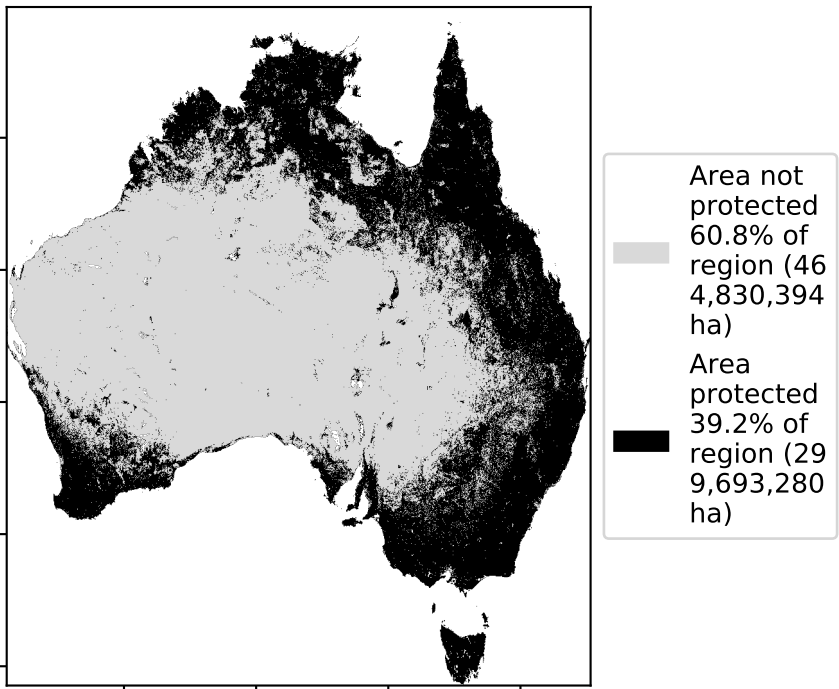 Area not
protected
60.8% of
region (46
4,830,394
ha)
Area
protected
39.2% of
region (29
9,693,280
ha)